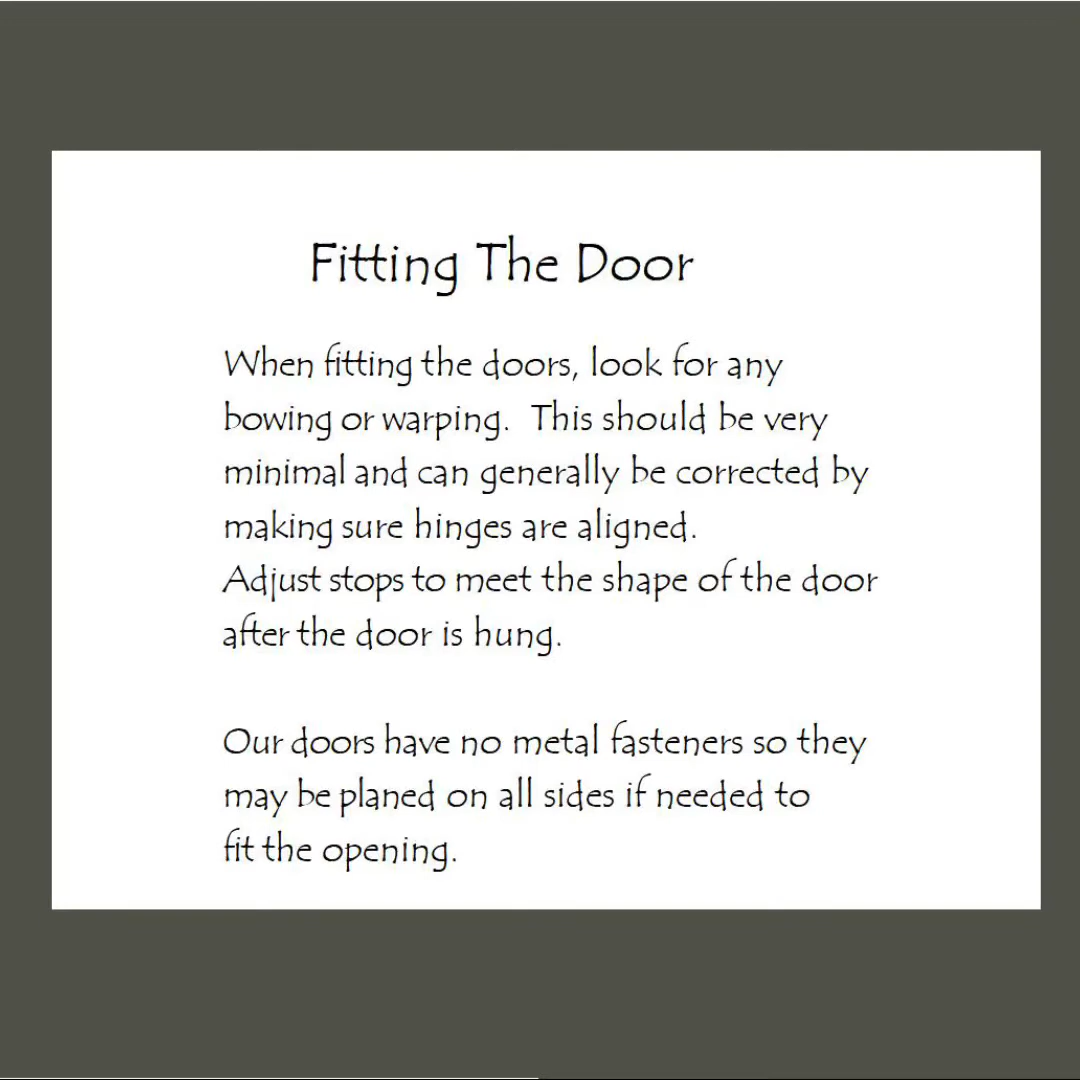 Fitting The Door
When fitting the doors, look for any
bowing or warping.  This should be very
minimal and can generally be corrected by
making sure hinges are aligned.
Adjust stops to meet the shape of the door
after the door is hung.
Our doors have no metal fasteners so they
may be planed on all sides if needed to
fit the opening.